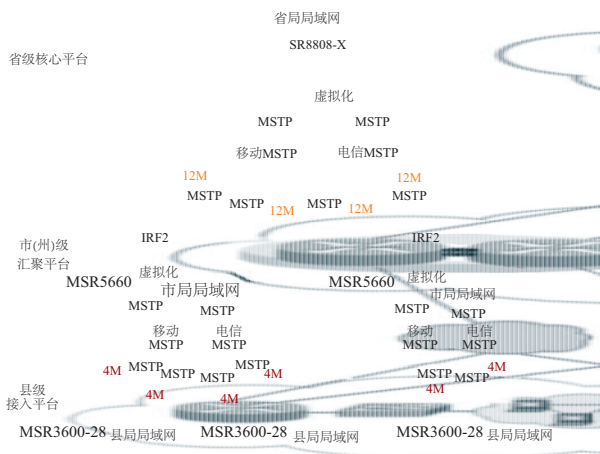 省局局域网
SR8808-X
省级核心平台
虚拟化
MSTP MSTP
移动MSTP 电信MSTP
12M 12M
MSTP MSTP MSTP MSTP
12M 12M
IRF2 IRF2
市(州)级
汇聚平台
虚拟化 虚拟化
MSR5660 MSR5660
市局局域网 市局局域网
MSTP MSTP MSTP MSTP
移动 电信 移动 电信
MSTP MSTP MSTP MSTP
4M MSTP MSTP MSTP MSTP 4M MSTP MSTP 4M
4M 4M 4M
县级
接入平台
MSR3600-28 县局局域网 MSR3600-28 县局局域网 MSR3600-28 县局局域网